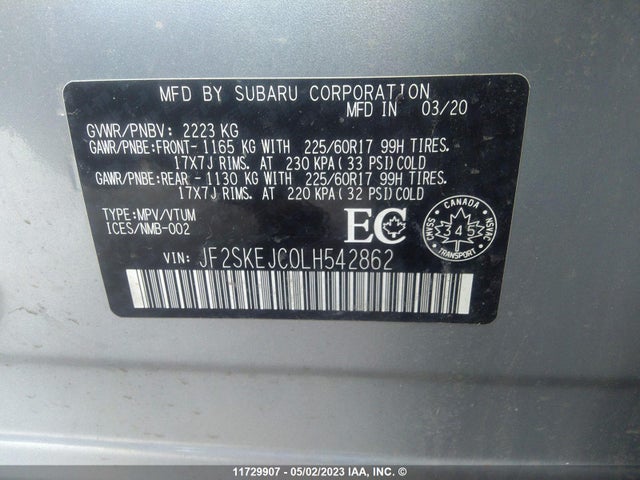 MFD BY SUBARU CORPORATION
MFD IN 03/20
GVWR/PNBV: 2223 KG
GAWR/PNBE:FRONT- 1165 KG WITH 225/60R17 99H TIRES.
17X7J RIMS. AT 230 KPA(33 PSI)COLD
GAWR/PNBE:REAR - 1130 KG WITH 225/60R17 99H TIRES.
17X7J RIMS. AT 220 KPA(32 PSI)COLD
TYPE:MPV/VTUM
ICES/NMB-002
EC
CANADA
CMVSS
NSVAC
345
TRANSPORT
VIN: JF2SKEJC0LH542862
11729907 - 05/02/2023 IAA, INC. ©